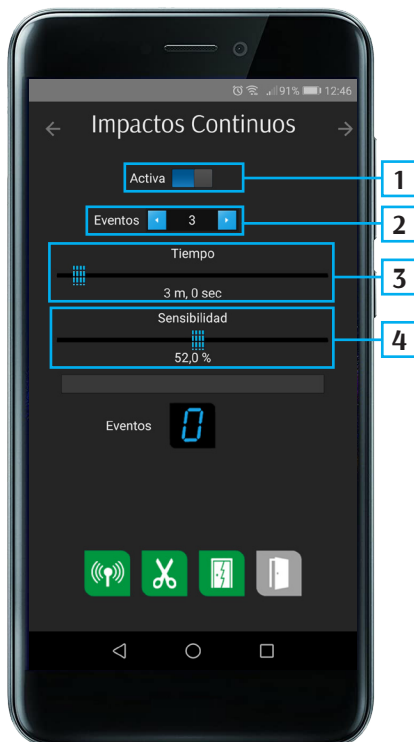 91% 12:46
Impactos Continuos
Activa
1
Eventos 3
2
Tiempo
3 m, 0 sec
3
Sensibilidad
52,0 %
4
Eventos 0